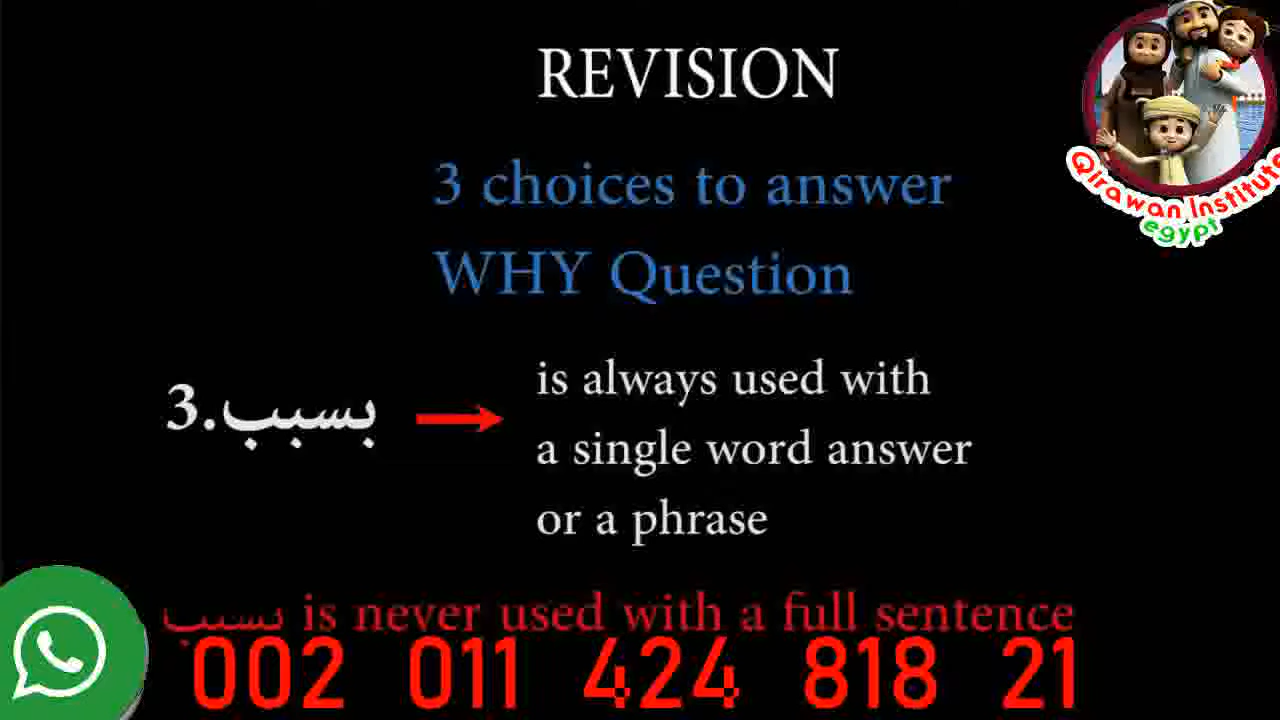 REVISION
3 choices to answer
WHY Question
3.بسبب
is always used with
a single word answer
or a phrase
بسبب is never used with a full sentence
002 011 424 818 21
Qirawan Institute
egypt